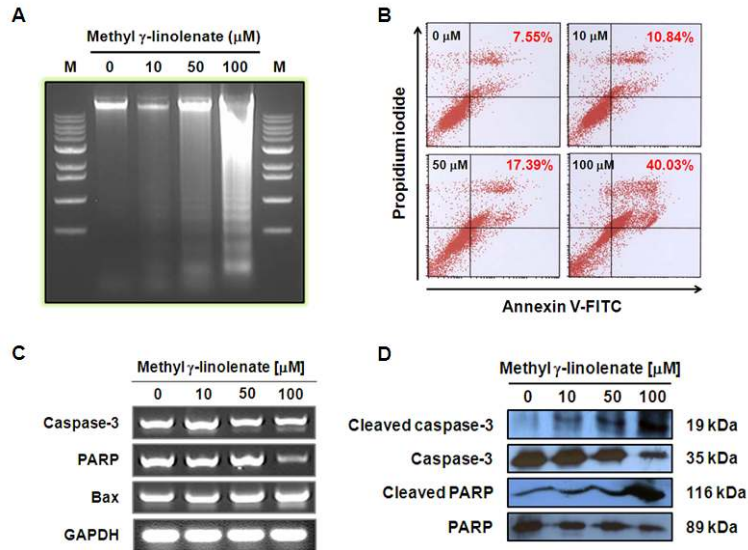 A
Methyl γ-linolenate (μM)
M 0 10 50 100 M
B
0 μM 7.55%
10 μM 10.84%
50 μM 17.39%
100 μM 40.03%
Propidium iodide
Annexin V-FITC
C
Methyl γ-linolenate [μM]
0 10 50 100
Caspase-3
PARP
Bax
GAPDH
D
Methyl γ-linolenate [μM]
0 10 50 100
Cleaved caspase-3 19 kDa
Caspase-3 35 kDa
Cleaved PARP 116 kDa
PARP 89 kDa